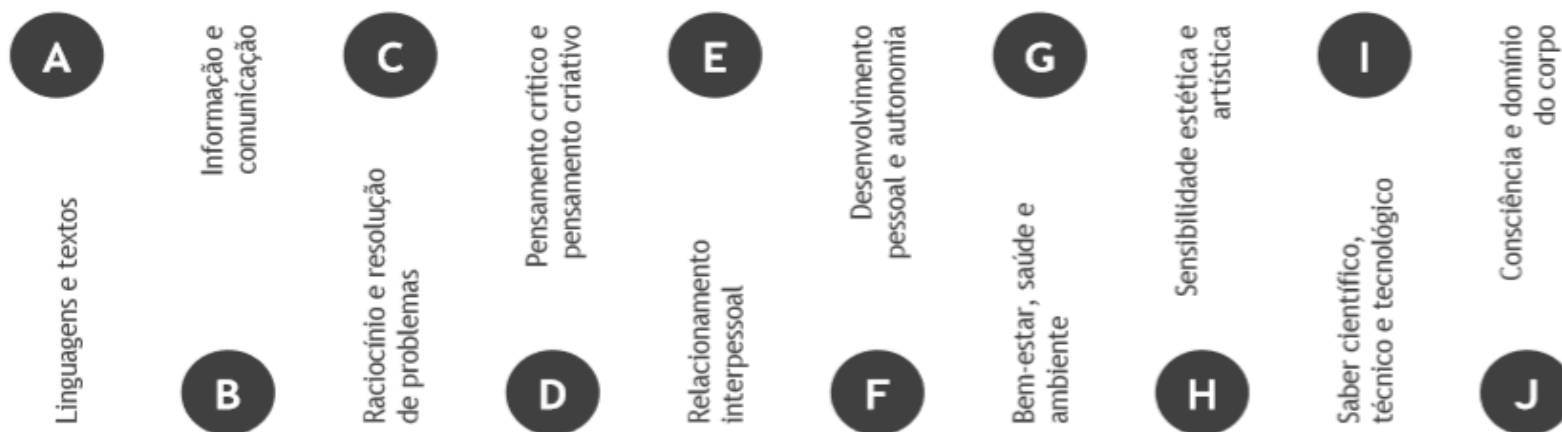 A
Linguagens e textos
B
Informação e
comunicação
C
Raciocínio e resolução
de problemas
D
Pensamento crítico e
pensamento criativo
E
Relacionamento
interpessoal
F
Desenvolvimento
pessoal e autonomia
G
Bem-estar, saúde e
ambiente
H
Sensibilidade estética e
artística
I
Saber científico,
técnico e tecnológico
J
Consciência e domínio
do corpo